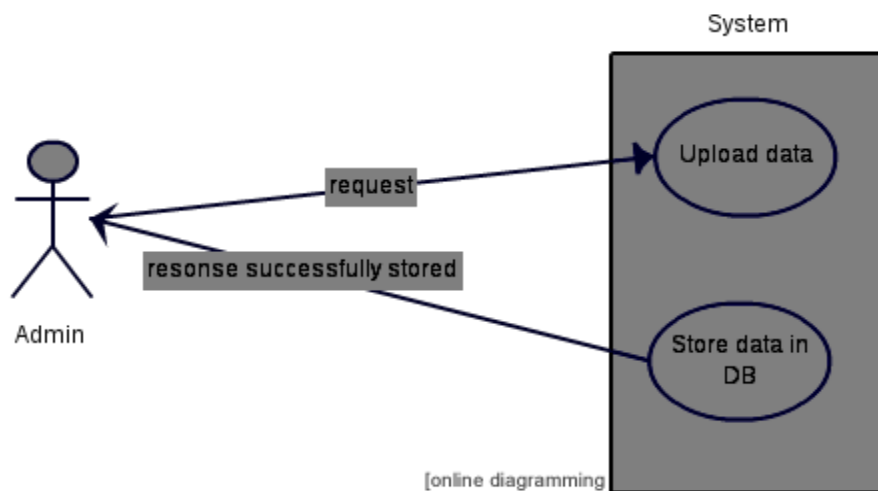 System
Upload data
request
resonse successfully stored
Admin
Store data in
DB
[online diagramming